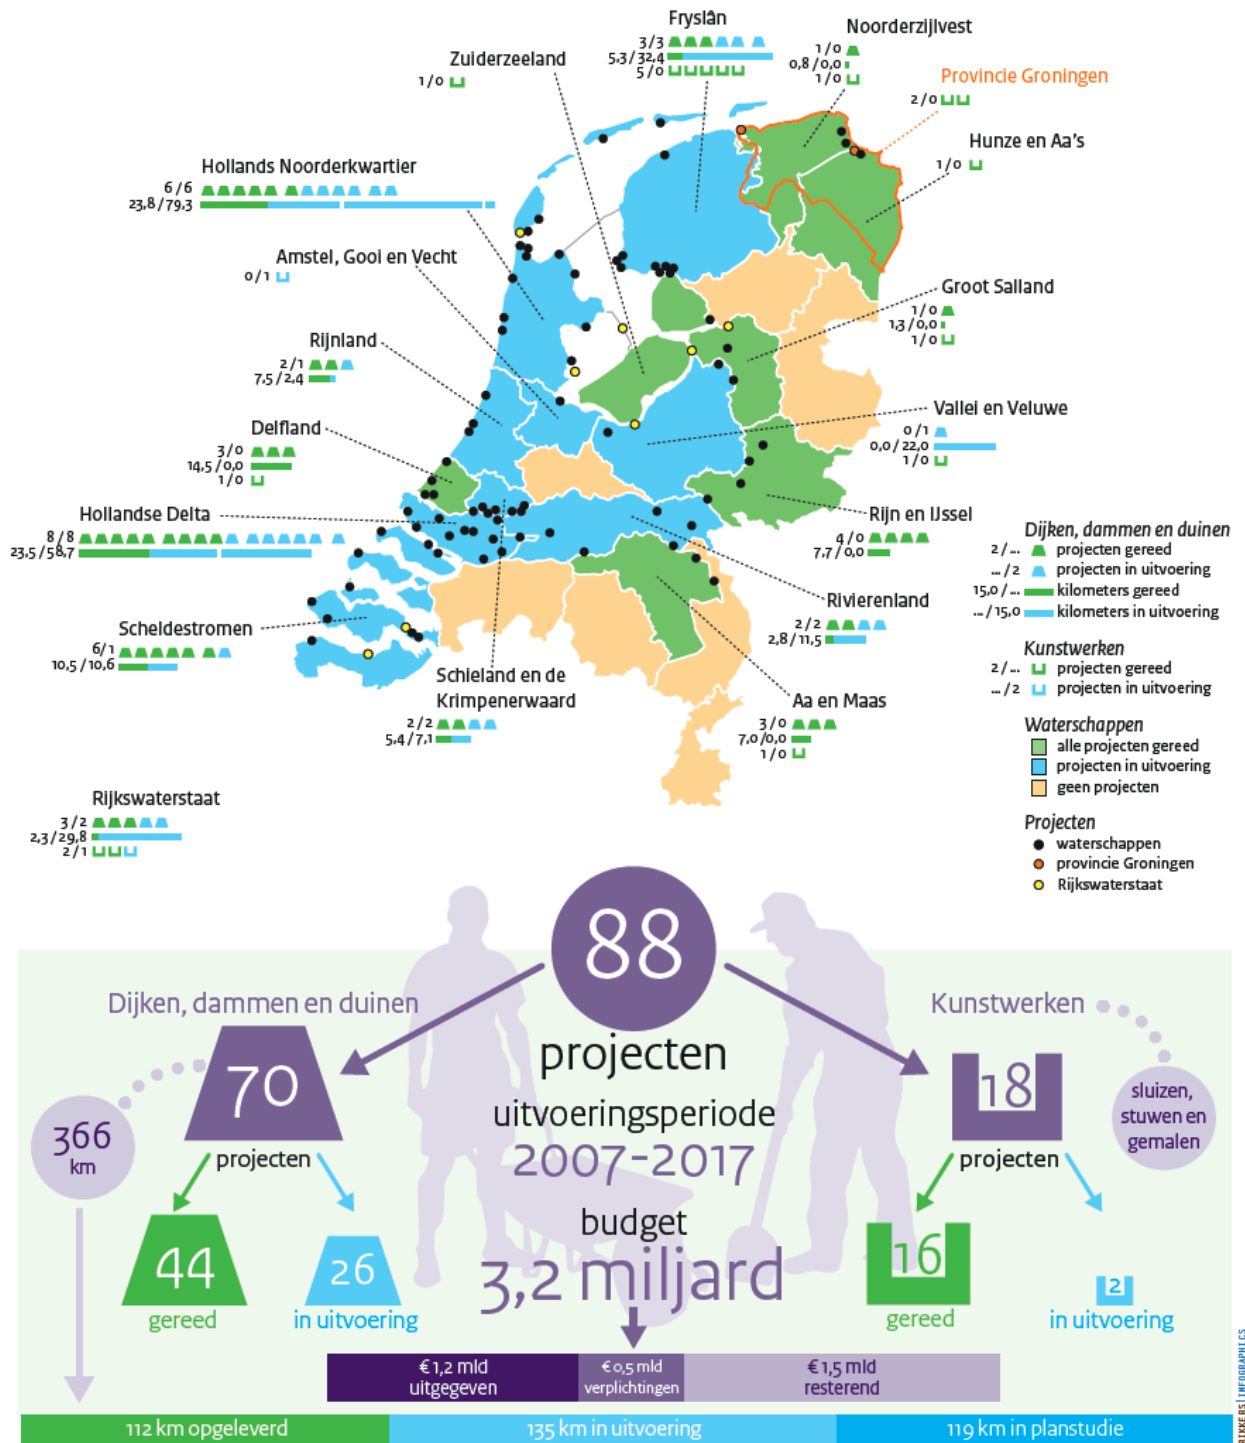 Fryslân
3/3
5,3/32,4
5/0
Noorderzijlvest
1/0
0,8/0,0
1/0
Zuiderzeeland
1/0
Provincie Groningen
2/0
Hunze en Aa's
1/0
Hollands Noorderkwartier
6/6
23,8/79,3
Amstel, Gooi en Vecht
0/1
Groot Salland
1/0
1,3/0,0
1/0
Rijnland
2/1
7,5/2,4
Vallei en Veluwe
0/1
0,0/22,0
1/0
Delfland
3/0
14,5/0,0
1/0
Hollandse Delta
8/8
23,5/58,7
Rijn en IJssel
4/0
7,7/0,0
Rivierenland
2/2
2,8/11,5
Scheldestromen
6/1
10,5/10,6
Schieland en de
Krimpenerwaard
2/2
5,4/7,1
Aa en Maas
3/0
7,0/0,0
1/0
Rijkswaterstaat
3/2
2,3/29,8
2/1
Dijken, dammen en duinen
2/... projecten gereed
.../2 projecten in uitvoering
15,0/... kilometers gereed
.../15,0 kilometers in uitvoering
Kunstwerken
2/... projecten gereed
.../2 projecten in uitvoering
Waterschappen
alle projecten gereed
projecten in uitvoering
geen projecten
Projecten
waterschappen
provincie Groningen
Rijkswaterstaat
88
projecten
uitvoeringsperiode
2007-2017
budget
3,2 miljard
Dijken, dammen en duinen
70
projecten
366
km
44
gereed
26
in uitvoering
Kunstwerken
18
projecten
sluizen,
stuwen en
gemalen
16
gereed
2
in uitvoering
€1,2 mld
uitgegeven
€0,5 mld
verplichtingen
€1,5 mld
resterend
112 km opgeleverd
135 km in uitvoering
119 km in planstudie
RIKKERS|INFOGRAPHICS